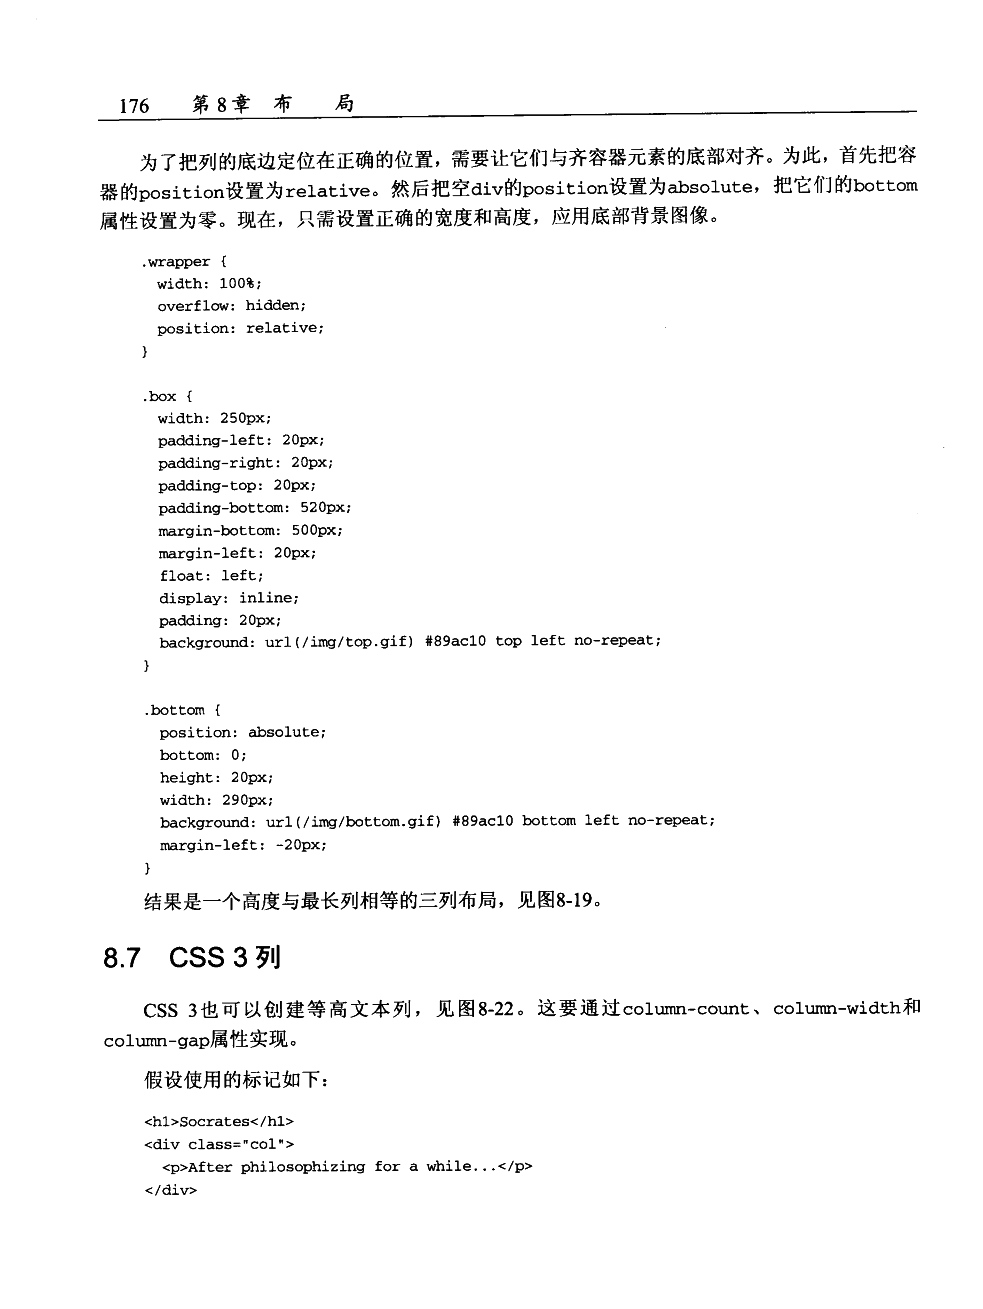 176 第8章 布 局
为了把列的底边定位在正确的位置，需要让它们与齐容器元素的底部对齐。为此，首先把容
器的position设置为relative。然后把空div的position设置为absolute，把它们的bottom
属性设置为零。现在，只需设置正确的宽度和高度，应用底部背景图像。
.wrapper {
width: 100%;
overflow: hidden;
position: relative;
}
.box {
width: 250px;
padding-left: 20px;
padding-right: 20px;
padding-top: 20px;
padding-bottom: 520px;
margin-bottom: 500px;
margin-left: 20px;
float: left;
display: inline;
padding: 20px;
background: url(/img/top.gif) #89ac10 top left no-repeat;
}
.bottom {
position: absolute;
bottom: 0;
height: 20px;
width: 290px;
background: url(/img/bottom.gif) #89ac10 bottom left no-repeat;
margin-left: -20px;
}
结果是一个高度与最长列相等的三列布局，见图8-19。
8.7 CSS 3 列
CSS 3也可以创建等高文本列，见图8-22。这要通过column-count、column-width和
column-gap属性实现。
假设使用的标记如下：
<h1>Socrates</h1>
<div class="col">
<p>After philosophizing for a while...</p>
</div>